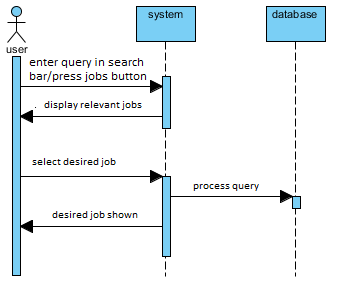 system
database
user
enter query in search
bar/press jobs button
display relevant jobs
select desired job
process query
desired job shown